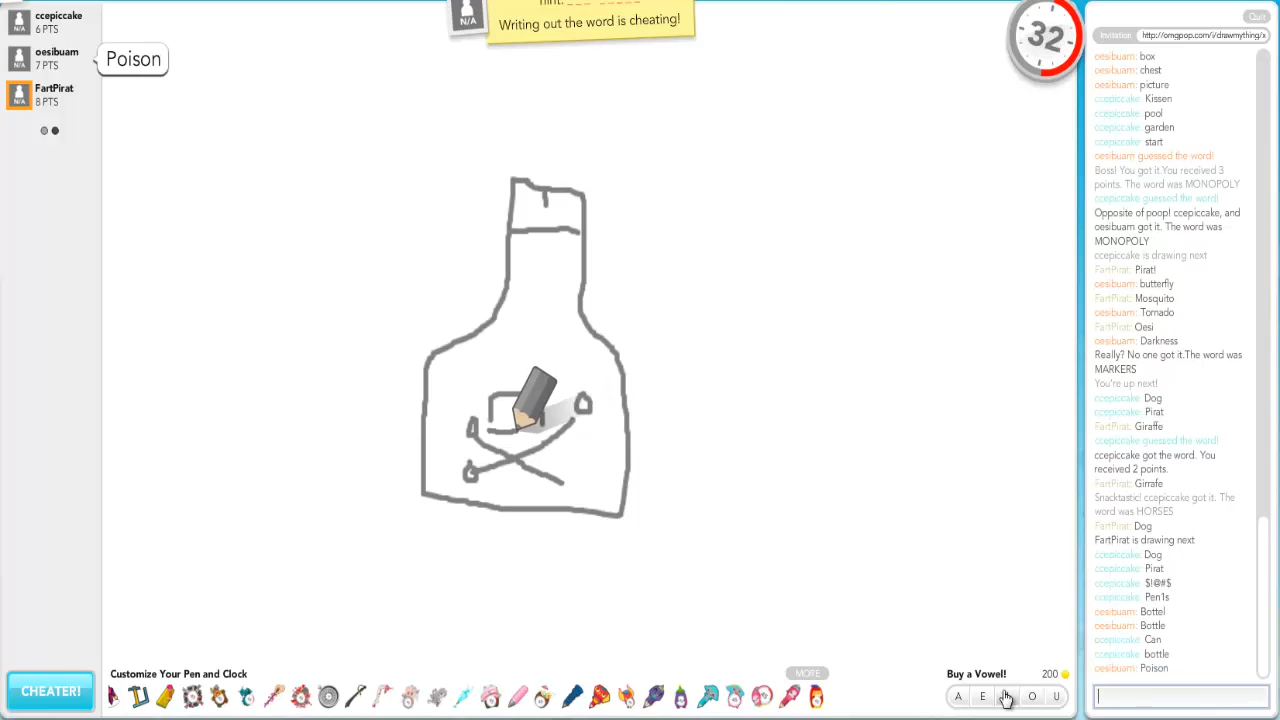 ccepiccake
6 PTS
oesibuam
7 PTS
Poison
FartPirat
8 PTS
N/A
N/A
N/A
N/A
hint:
Writing out the word is cheating!
32
Quit
Invitation
http://omgpop.com/i/drawmything/x
oesibuam: box
oesibuam: chest
oesibuam: picture
ccepiccake: Kissen
ccepiccake: pool
ccepiccake: garden
ccepiccake: start
oesibuam guessed the word!
Boss! You got it.You received 3
points. The word was MONOPOLY
ccepiccake guessed the word!
Opposite of poop! ccepiccake, and
oesibuam got it. The word was
MONOPOLY
ccepiccake is drawing next
FartPirat: Pirat!
oesibuam: butterfly
FartPirat: Mosquito
oesibuam: Tornado
FartPirat: Oesi
oesibuam: Darkness
Really? No one got it.The word was
MARKERS
You're up next!
ccepiccake: Dog
ccepiccake: Pirat
FartPirat: Giraffe
ccepiccake guessed the word!
ccepiccake got the word. You
received 2 points.
FartPirat: Girrafe
Snacktastic! ccepiccake got it. The
word was HORSES
FartPirat: Dog
FartPirat is drawing next
ccepiccake: Dog
ccepiccake: Pirat
ccepiccake: $!@#$
ccepiccake: Pen1s
oesibuam: Bottel
oesibuam: Bottle
ccepiccake: Can
ccepiccake: bottle
oesibuam: Poison
Customize Your Pen and Clock
MORE
Buy a Vowel!
200
A E O U
CHEATER!